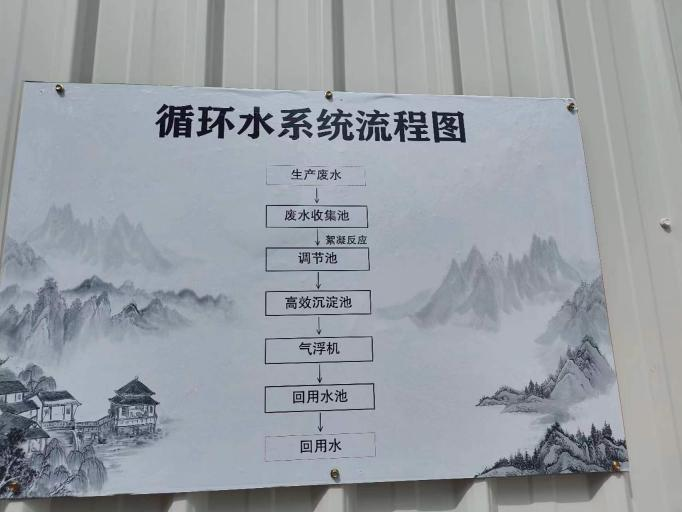 循环水系统流程图
生产废水
废水收集池
絮凝反应
调节池
高效沉淀池
气浮机
回用水池
回用水